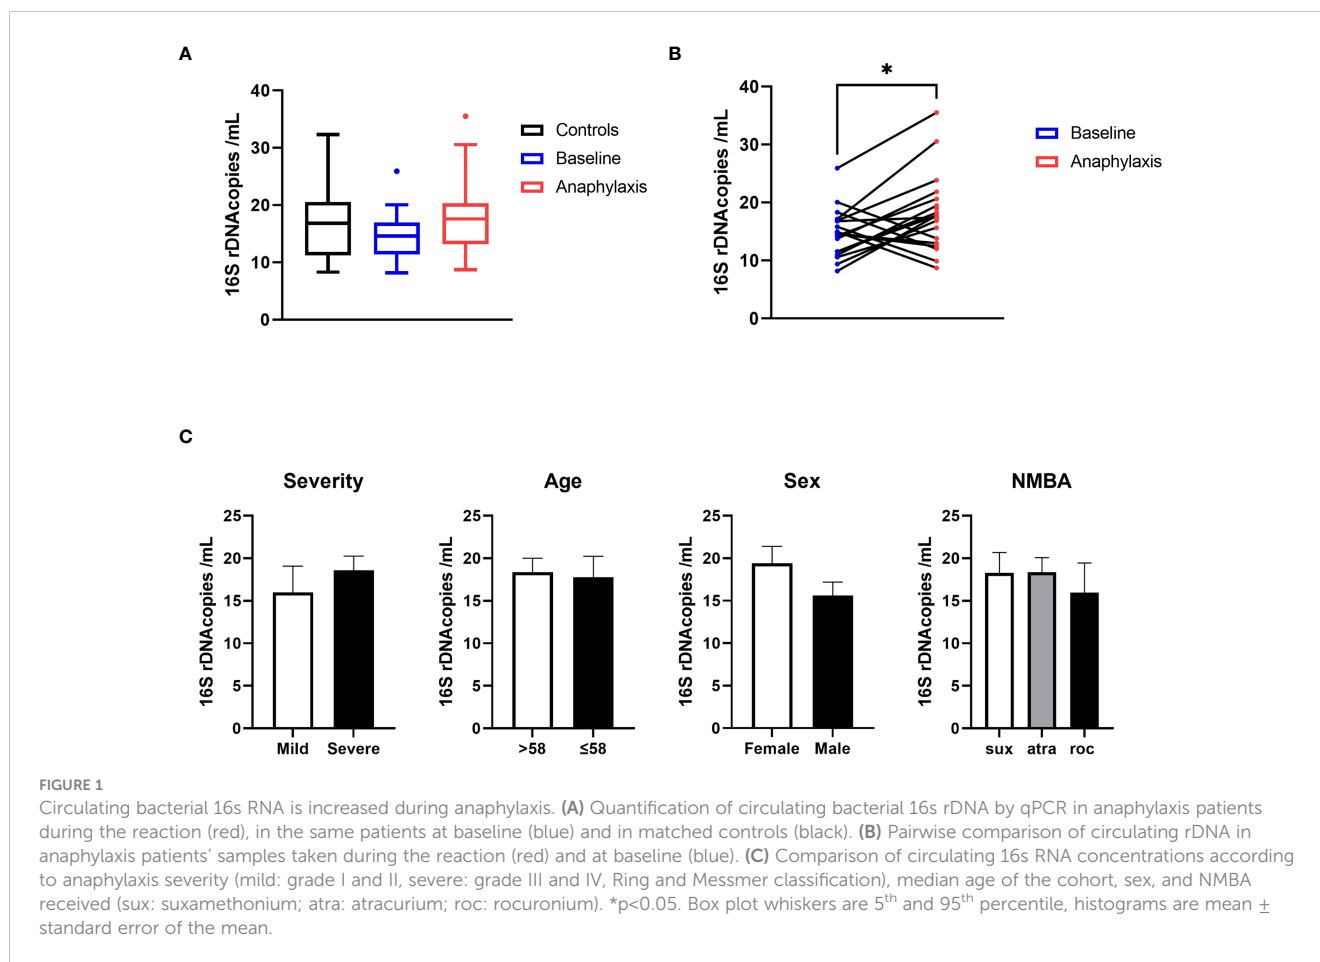 A
B
40
30
20
10
0
16S rDNAcopies /mL
Controls
Baseline
Anaphylaxis
*
40
30
20
10
0
16S rDNAcopies /mL
Baseline
Anaphylaxis
C
Severity
25
20
15
10
5
0
16S rDNAcopies /mL
Mild Severe
Age
25
20
15
10
5
0
16S rDNAcopies /mL
>58 ≤58
Sex
25
20
15
10
5
0
16S rDNAcopies /mL
Female Male
NMBA
25
20
15
10
5
0
16S rDNAcopies /mL
sux atra roc
FIGURE 1
Circulating bacterial 16s RNA is increased during anaphylaxis. (A) Quantification of circulating bacterial 16s rDNA by qPCR in anaphylaxis patients
during the reaction (red), in the same patients at baseline (blue) and in matched controls (black). (B) Pairwise comparison of circulating rDNA in
anaphylaxis patients’ samples taken during the reaction (red) and at baseline (blue). (C) Comparison of circulating 16s RNA concentrations according
to anaphylaxis severity (mild: grade I and II, severe: grade III and IV, Ring and Messmer classification), median age of the cohort, sex, and NMBA
received (sux: suxamethonium; atra: atracurium; roc: rocuronium). *p<0.05. Box plot whiskers are 5th and 95th percentile, histograms are mean ±
standard error of the mean.